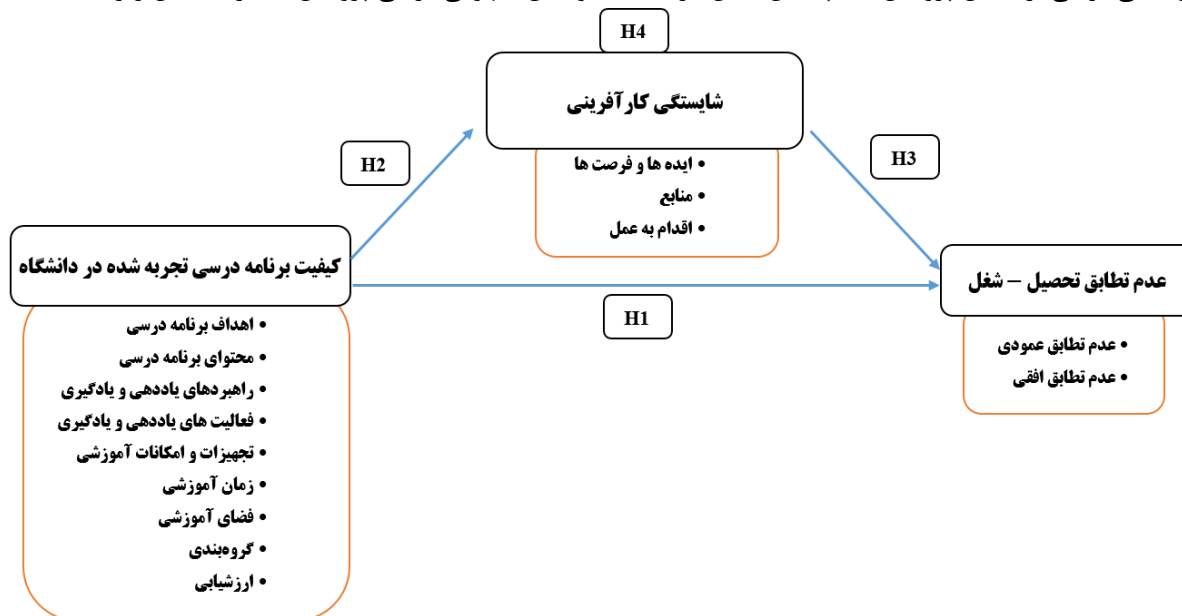 H4
شایستگی کارآفرینی
• ایده ها و فرصت ها
• منابع
• اقدام به عمل
H2
H3
کیفیت برنامه درسی تجربه شده در دانشگاه
• اهداف برنامه درسی
• محتوای برنامه درسی
• راهبردهای یاددهی و یادگیری
• فعالیت های یاددهی و یادگیری
• تجهیزات و امکانات آموزشی
• زمان آموزشی
• فضای آموزشی
• گروه‌بندی
• ارزشیابی
H1
عدم تطابق تحصیل – شغل
• عدم تطابق عمودی
• عدم تطابق افقی